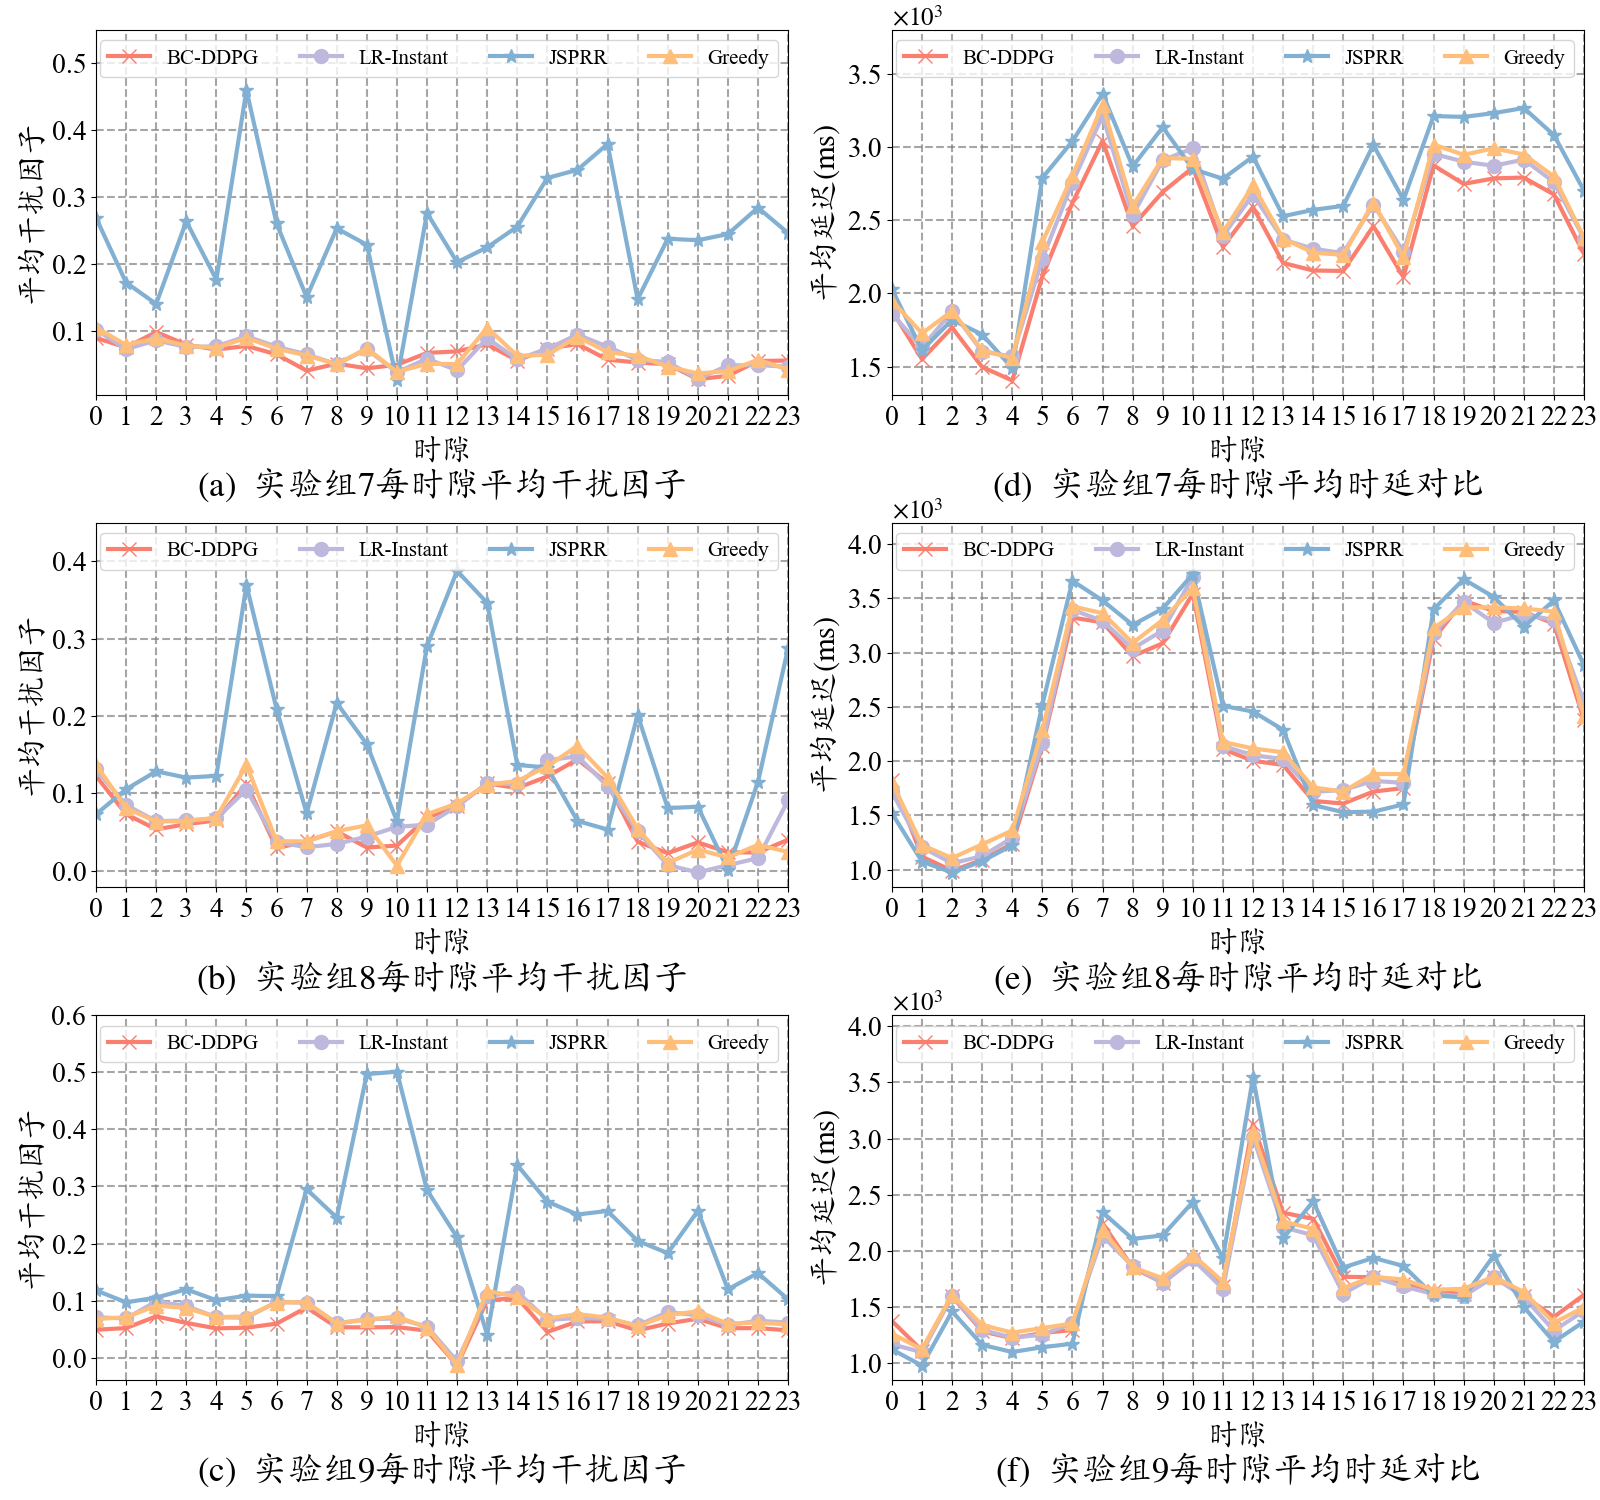 BC-DDPG LR-Instant JSPRR Greedy
0.5
0.4
0.3
0.2
0.1
平均干扰因子
0 1 2 3 4 5 6 7 8 9 10 11 12 13 14 15 16 17 18 19 20 21 22 23
时隙
(a) 实验组7每时隙平均干扰因子
×10³
BC-DDPG LR-Instant JSPRR Greedy
3.5
3.0
2.5
2.0
1.5
平均延迟(ms)
0 1 2 3 4 5 6 7 8 9 10 11 12 13 14 15 16 17 18 19 20 21 22 23
时隙
(d) 实验组7每时隙平均时延对比
BC-DDPG LR-Instant JSPRR Greedy
0.4
0.3
0.2
0.1
0.0
平均干扰因子
0 1 2 3 4 5 6 7 8 9 10 11 12 13 14 15 16 17 18 19 20 21 22 23
时隙
(b) 实验组8每时隙平均干扰因子
×10³
BC-DDPG LR-Instant JSPRR Greedy
4.0
3.5
3.0
2.5
2.0
1.5
1.0
平均延迟(ms)
0 1 2 3 4 5 6 7 8 9 10 11 12 13 14 15 16 17 18 19 20 21 22 23
时隙
(e) 实验组8每时隙平均时延对比
BC-DDPG LR-Instant JSPRR Greedy
0.6
0.5
0.4
0.3
0.2
0.1
0.0
平均干扰因子
0 1 2 3 4 5 6 7 8 9 10 11 12 13 14 15 16 17 18 19 20 21 22 23
时隙
(c) 实验组9每时隙平均干扰因子
×10³
BC-DDPG LR-Instant JSPRR Greedy
4.0
3.5
3.0
2.5
2.0
1.5
1.0
平均延迟(ms)
0 1 2 3 4 5 6 7 8 9 10 11 12 13 14 15 16 17 18 19 20 21 22 23
时隙
(f) 实验组9每时隙平均时延对比